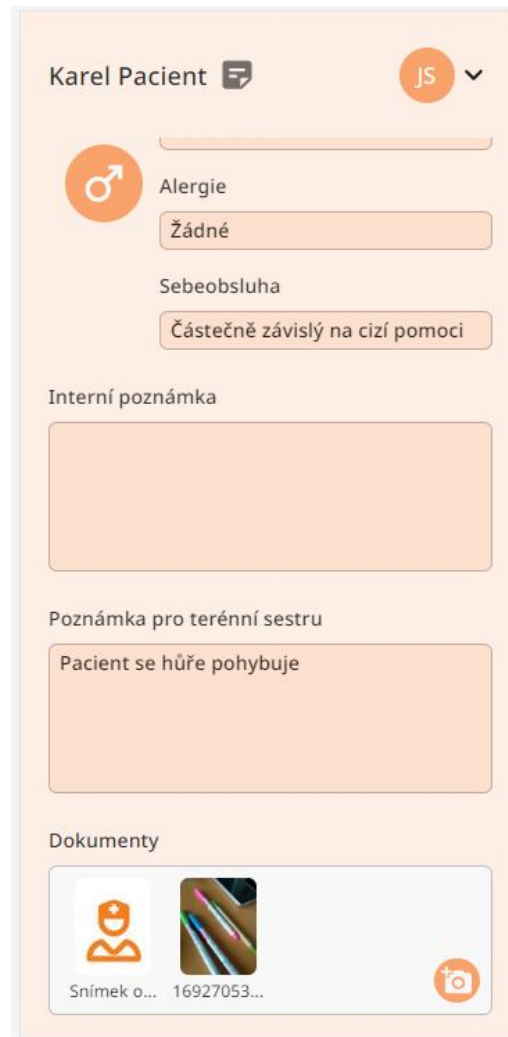 Karel Pacient
JS
Alergie
Žádné
Sebeobsluha
Částečně závislý na cizí pomoci
Interní poznámka
Poznámka pro terénní sestru
Pacient se hůře pohybuje
Dokumenty
Snímek o...
16927053...